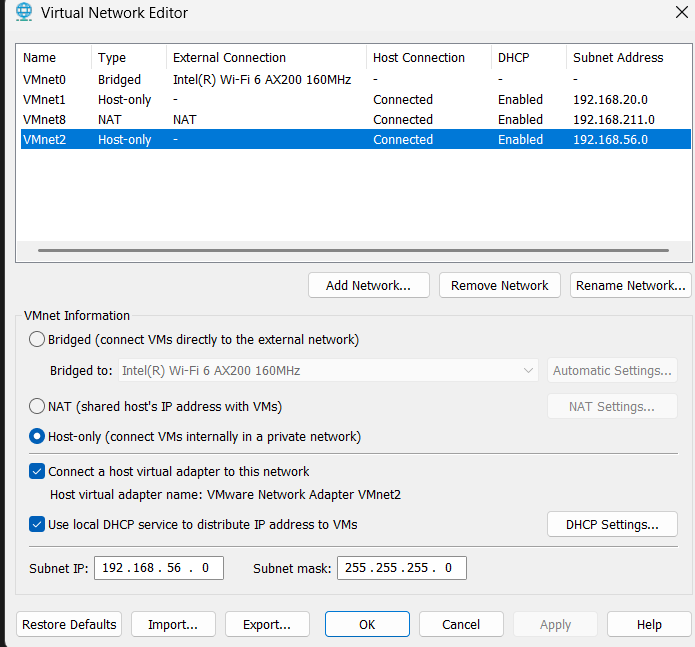 Virtual Network Editor
Name Type External Connection Host Connection DHCP Subnet Address
VMnet0 Bridged Intel(R) Wi-Fi 6 AX200 160MHz - - -
VMnet1 Host-only - Connected Enabled 192.168.20.0
VMnet8 NAT NAT Connected Enabled 192.168.211.0
VMnet2 Host-only - Connected Enabled 192.168.56.0
Add Network... Remove Network Rename Network...
VMnet Information
Bridged (connect VMs directly to the external network)
Bridged to: Intel(R) Wi-Fi 6 AX200 160MHz Automatic Settings...
NAT (shared host's IP address with VMs) NAT Settings...
Host-only (connect VMs internally in a private network)
Connect a host virtual adapter to this network
Host virtual adapter name: VMware Network Adapter VMnet2
Use local DHCP service to distribute IP address to VMs DHCP Settings...
Subnet IP: 192.168. 56 . 0 Subnet mask: 255.255.255. 0
Restore Defaults Import... Export... OK Cancel Apply Help